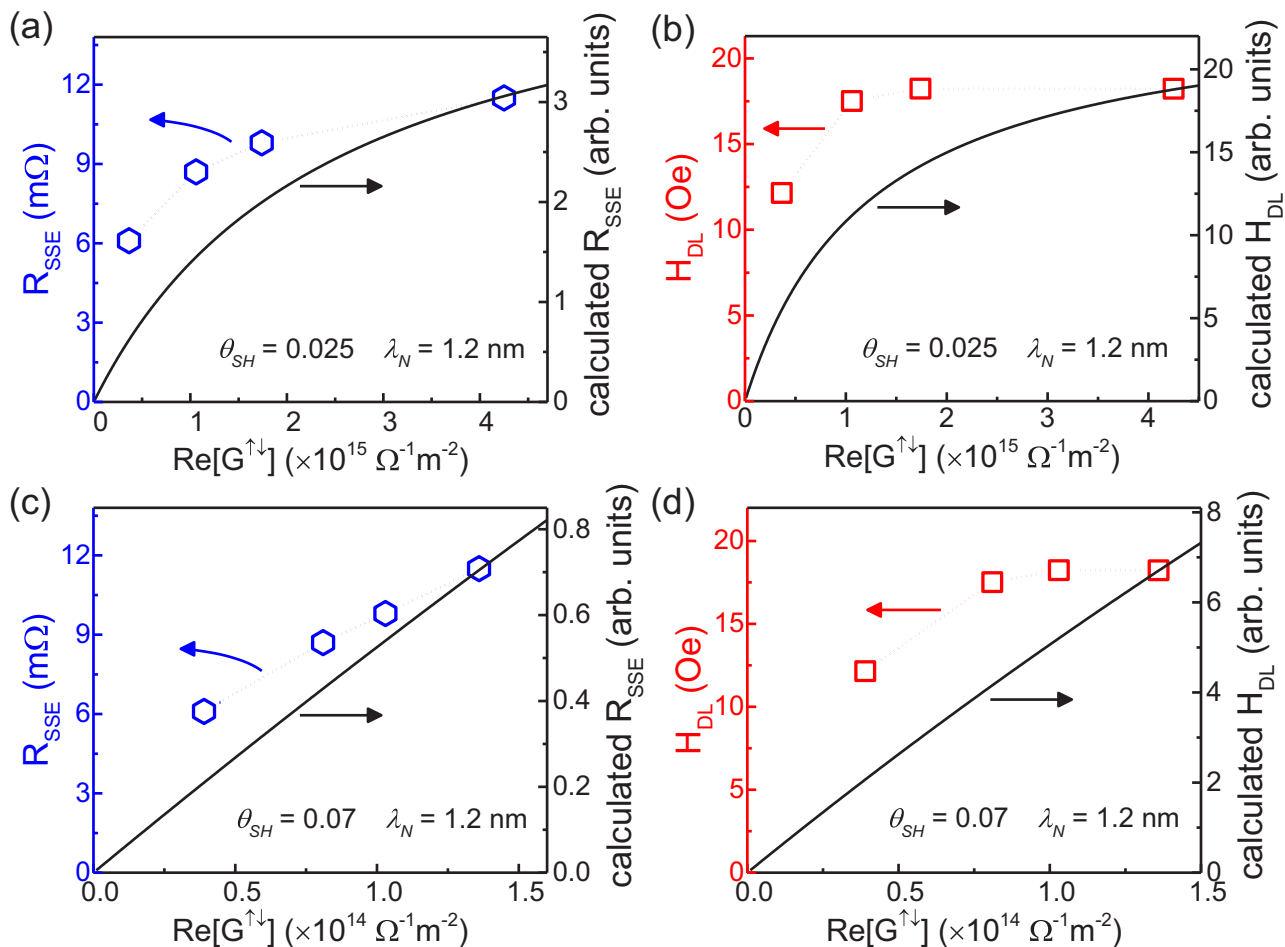 (a)
12
9
6
3
0
R_SSE (mΩ)
3
2
1
0
calculated R_SSE (arb. units)
θ_SH = 0.025 λ_N = 1.2 nm
0 1 2 3 4
Re[G^↑↓] (×10^15 Ω^-1m^-2)
(b)
20
15
10
5
0
H_DL (Oe)
20
15
10
5
0
calculated H_DL (arb. units)
θ_SH = 0.025 λ_N = 1.2 nm
0 1 2 3 4
Re[G^↑↓] (×10^15 Ω^-1m^-2)
(c)
12
9
6
3
0
R_SSE (mΩ)
0.8
0.6
0.4
0.2
0.0
calculated R_SSE (arb. units)
θ_SH = 0.07 λ_N = 1.2 nm
0.0 0.5 1.0 1.5
Re[G^↑↓] (×10^14 Ω^-1m^-2)
(d)
20
15
10
5
0
H_DL (Oe)
8
6
4
2
0
calculated H_DL (arb. units)
θ_SH = 0.07 λ_N = 1.2 nm
0.0 0.5 1.0 1.5
Re[G^↑↓] (×10^14 Ω^-1m^-2)